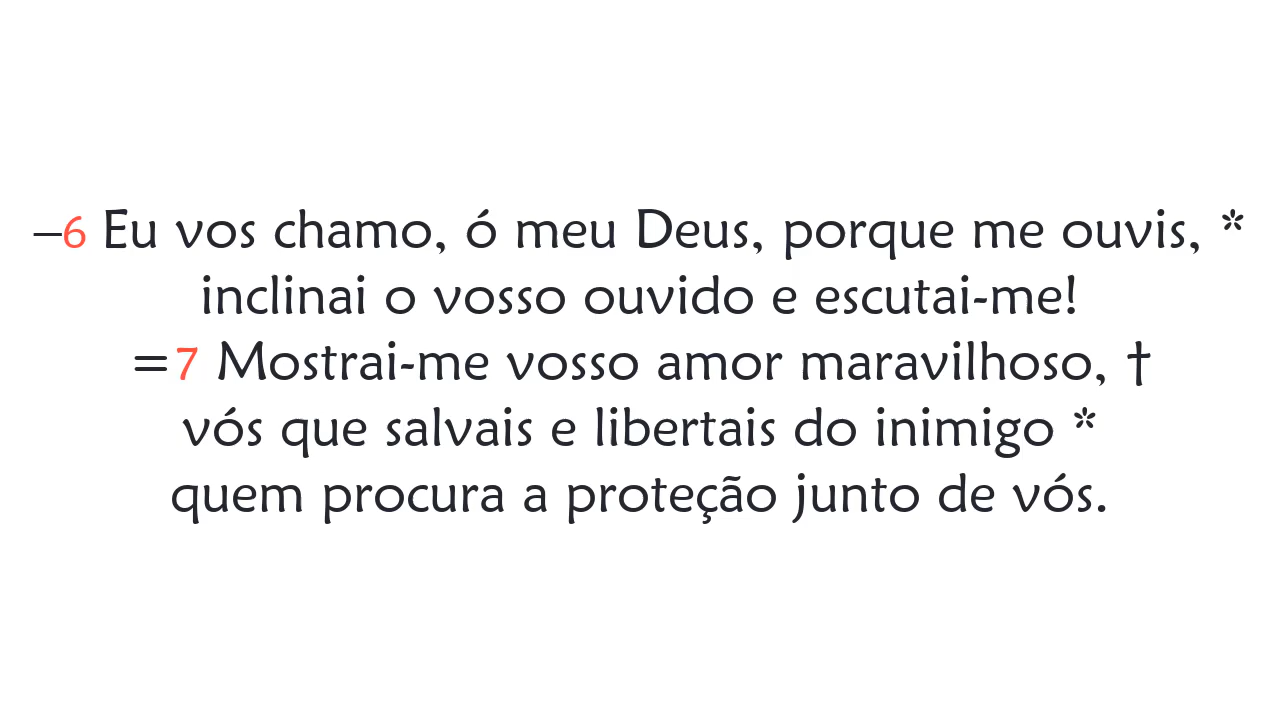 –6 Eu vos chamo, ó meu Deus, porque me ouvis, *
inclinai o vosso ouvido e escutai-me!
=7 Mostrai-me vosso amor maravilhoso, †
vós que salvais e libertais do inimigo *
quem procura a proteção junto de vós.